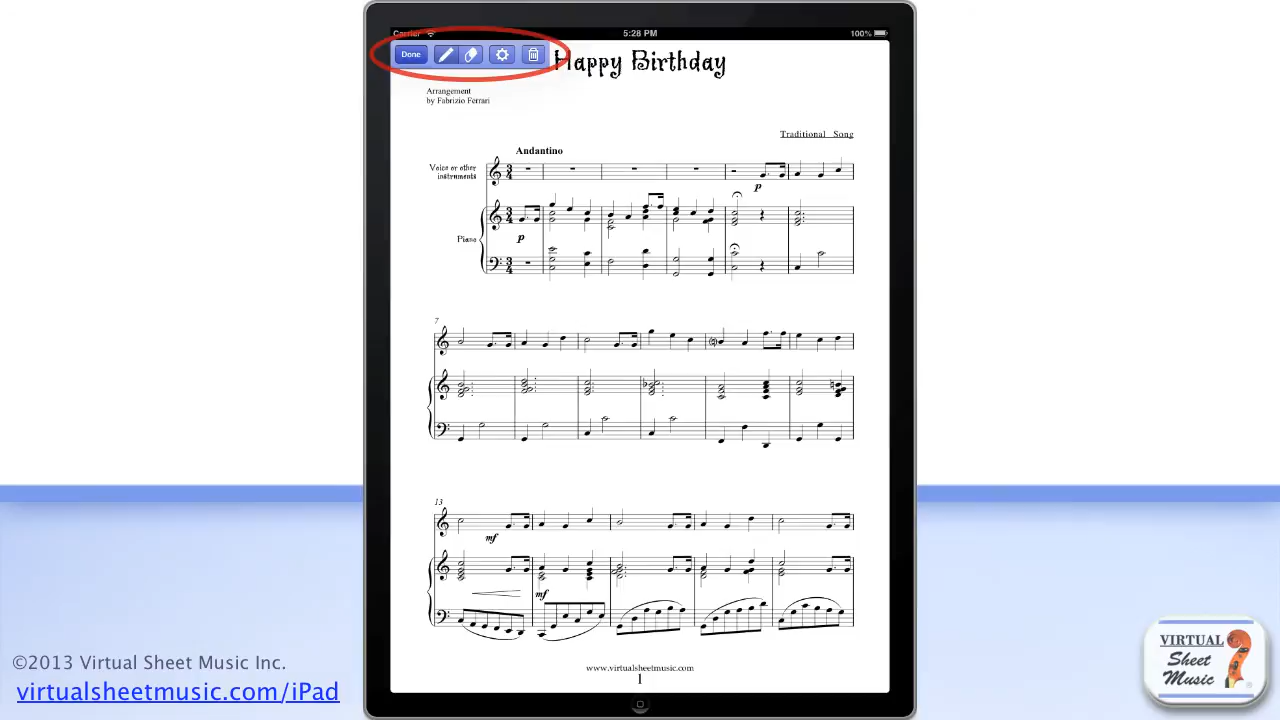 Carrier 5:28 PM 100%
Done
Happy Birthday
Arrangement
by Fabrizio Ferrari
Traditional Song
Andantino
Voice or other
instruments
p
Piano
p
7
13
mf
mf
www.virtualsheetmusic.com
1
©2013 Virtual Sheet Music Inc.
virtualsheetmusic.com/iPad
VIRTUAL
Sheet
Music